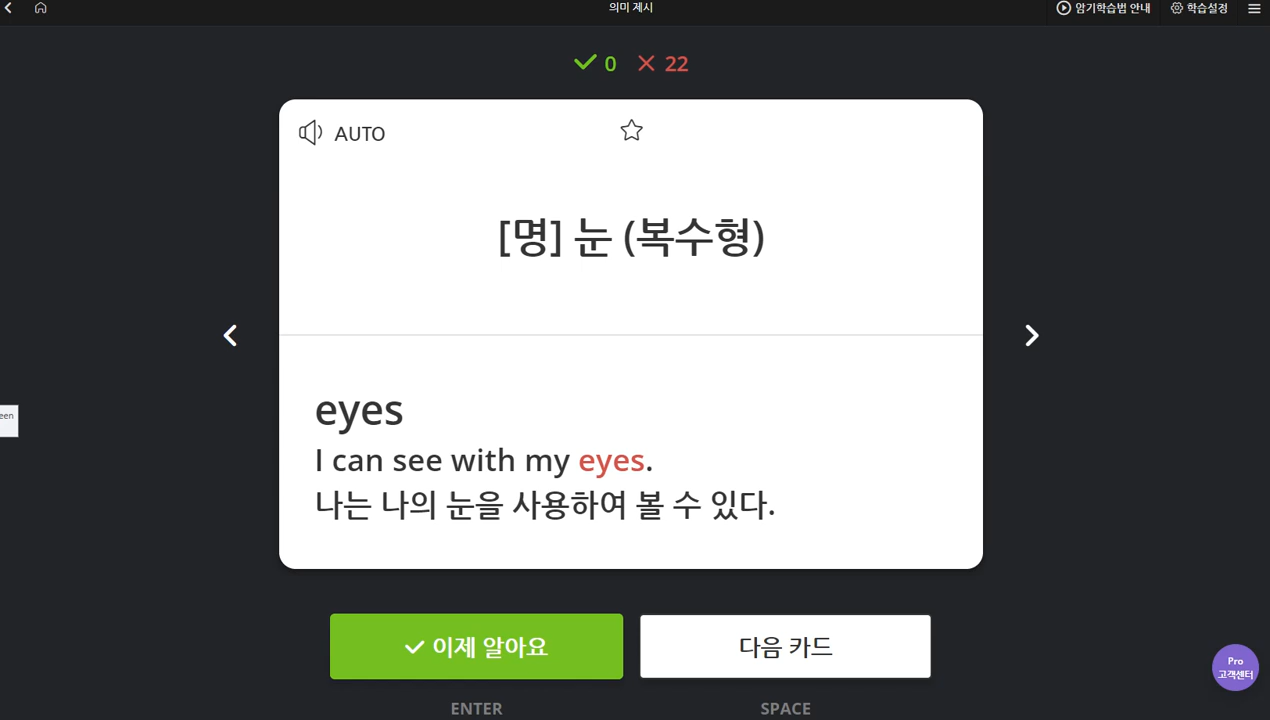 의미 제시
암기학습법 안내
학습설정
0
22
AUTO
[명] 눈 (복수형)
een
eyes
I can see with my eyes.
나는 나의 눈을 사용하여 볼 수 있다.
이제 알아요
다음 카드
Pro
고객센터
ENTER
SPACE